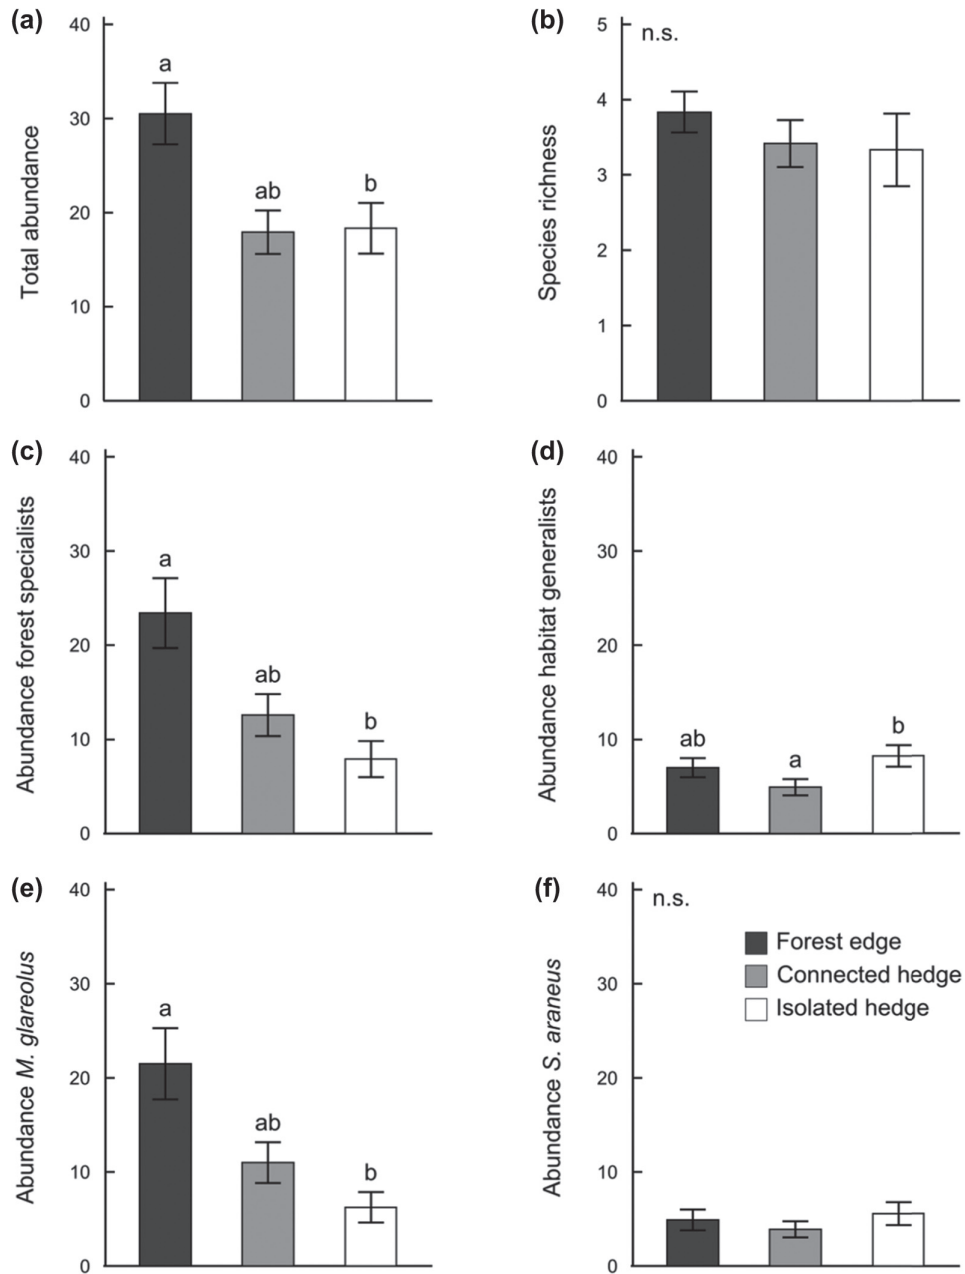 (a)
Total abundance
40
30
20
10
0
a
ab
b
(b)
Species richness
5
4
3
2
1
0
n.s.
(c)
Abundance forest specialists
40
30
20
10
0
a
ab
b
(d)
Abundance habitat generalists
40
30
20
10
0
ab
a
b
(e)
Abundance M. glareolus
40
30
20
10
0
a
ab
b
(f)
Abundance S. araneus
40
30
20
10
0
n.s.
Forest edge
Connected hedge
Isolated hedge